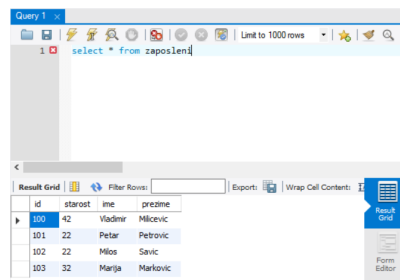 Query 1
Limit to 1000 rows
1 select * from zaposleni
Result Grid Filter Rows: Export: Wrap Cell Content:
id starost ime prezime
100 42 Vladimir Milicevic
101 22 Petar Petrovic
102 22 Milos Savic
103 32 Marija Markovic
Result
Grid
Form
Editor